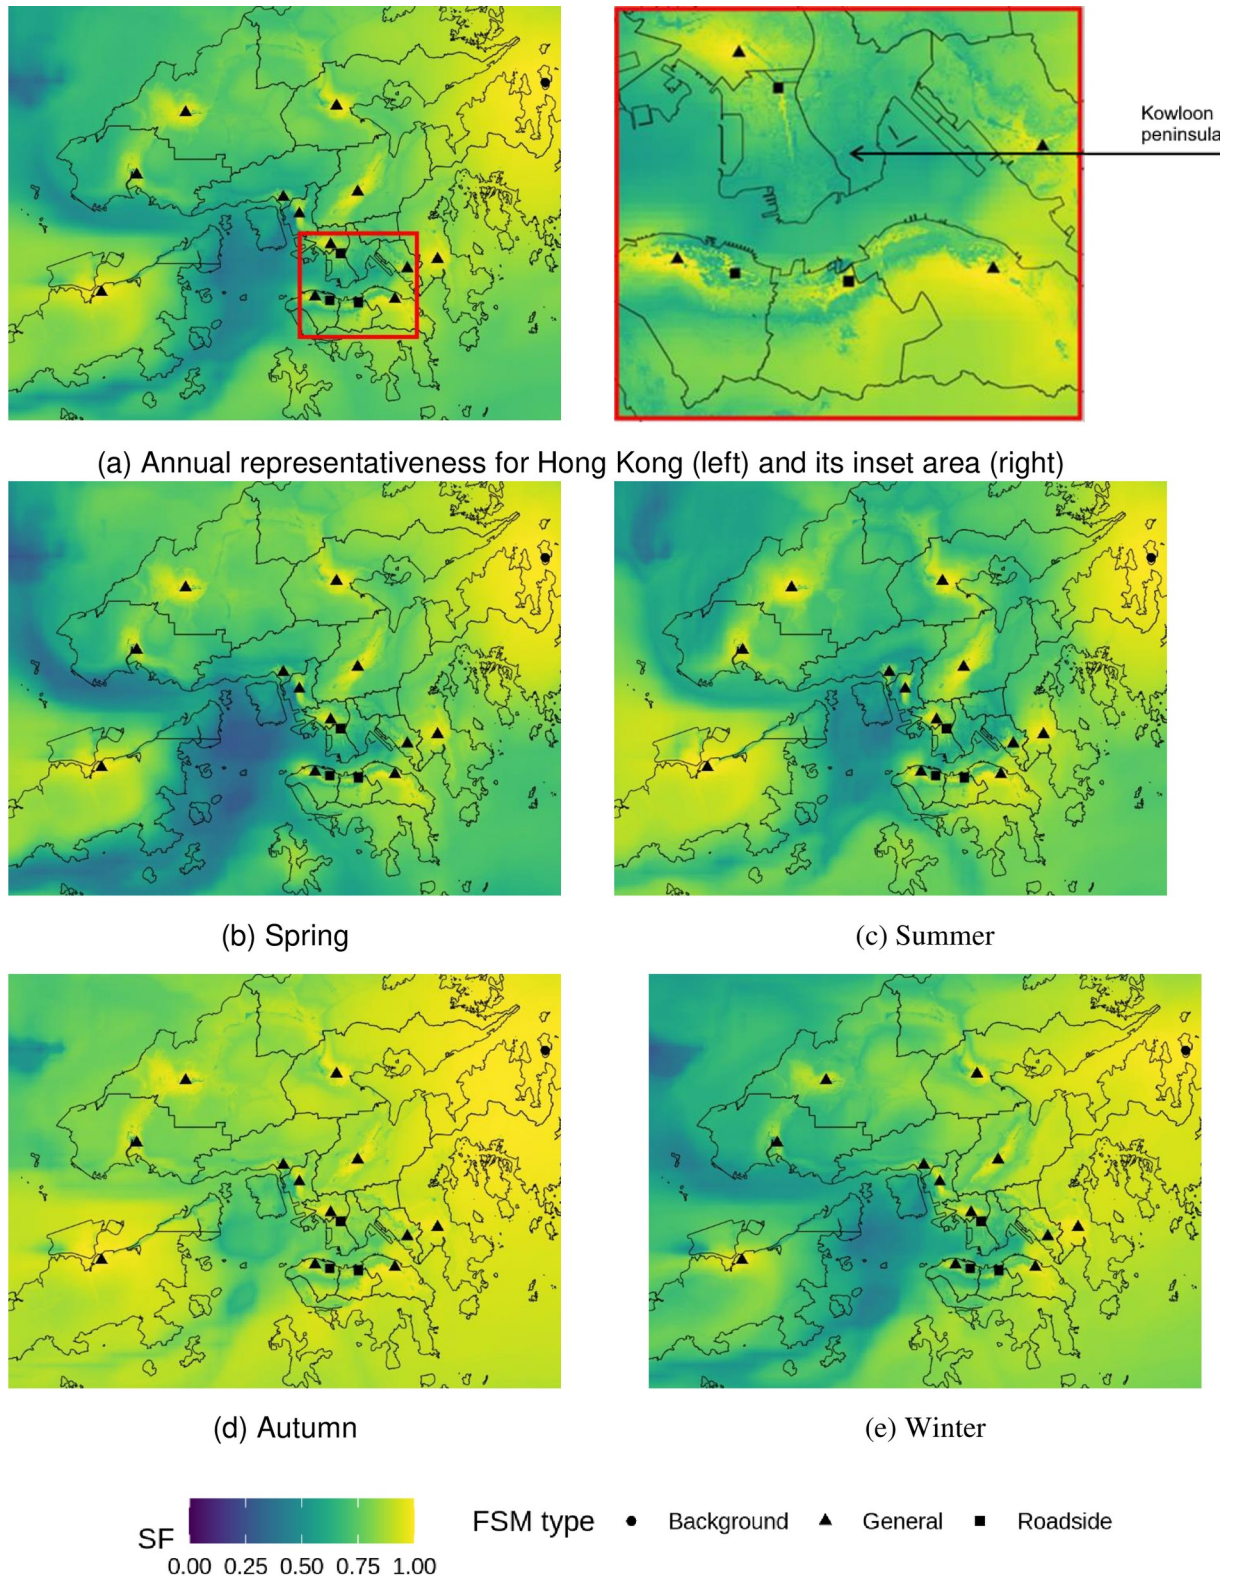 Kowloon
peninsula
(a) Annual representativeness for Hong Kong (left) and its inset area (right)
(b) Spring
(c) Summer
(d) Autumn
(e) Winter
SF
0.00 0.25 0.50 0.75 1.00
FSM type Background General Roadside